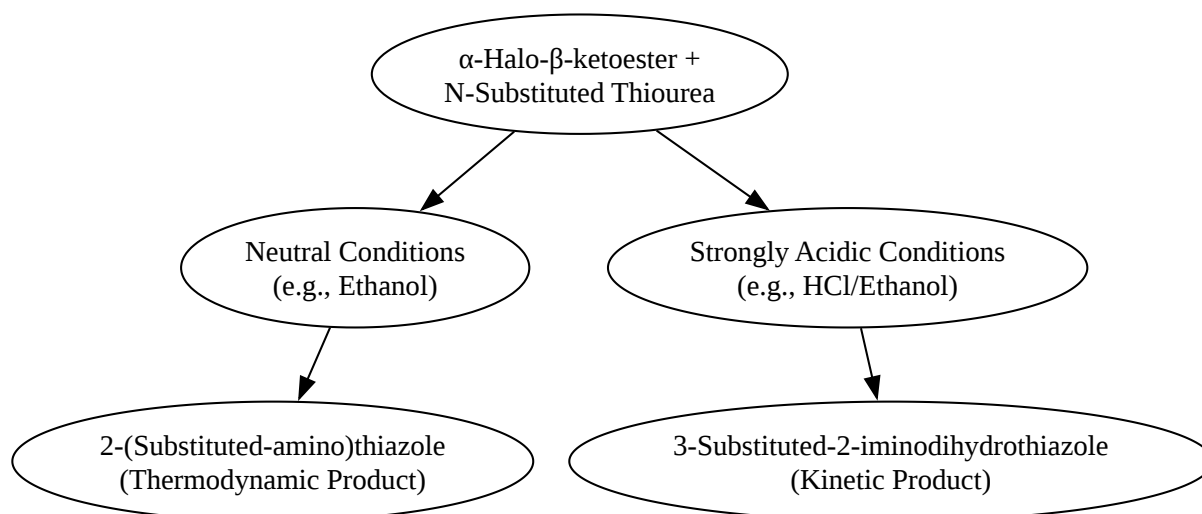 α-Halo-β-ketoester +
N-Substituted Thiourea
Neutral Conditions
(e.g., Ethanol)
Strongly Acidic Conditions
(e.g., HCl/Ethanol)
2-(Substituted-amino)thiazole
(Thermodynamic Product)
3-Substituted-2-iminodihydrothiazole
(Kinetic Product)